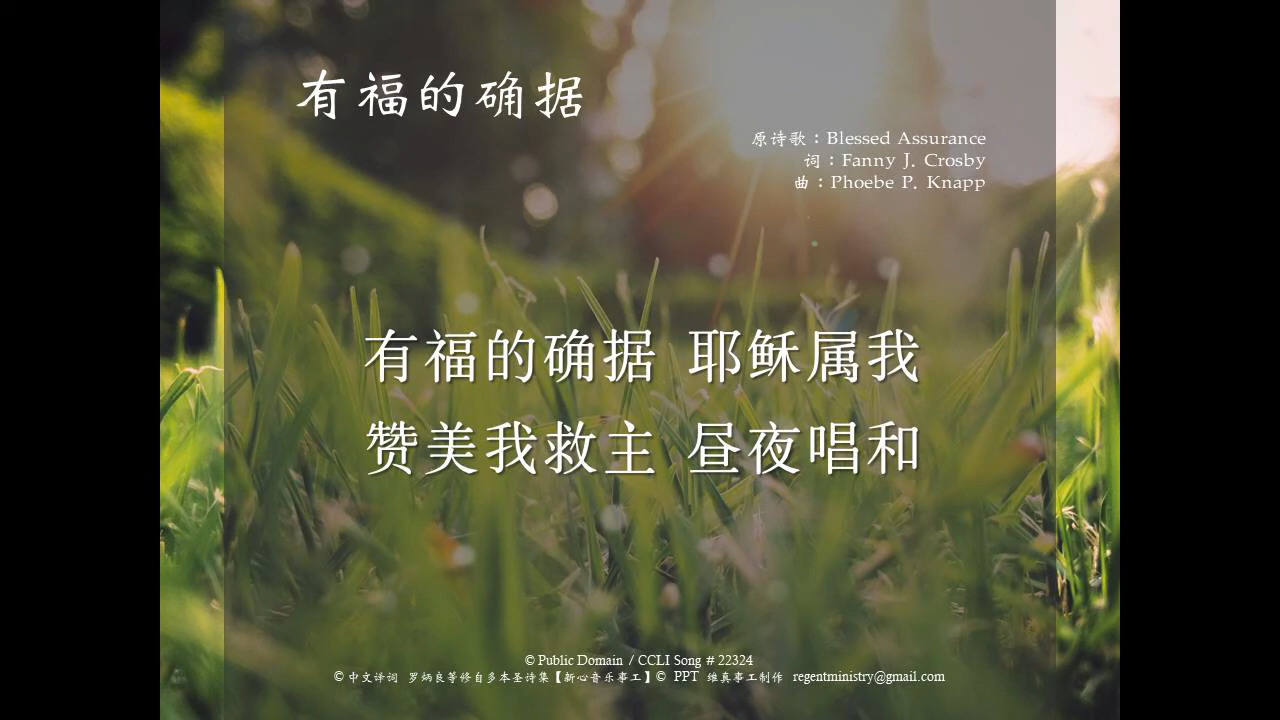 有福的确据
原诗歌：Blessed Assurance
词：Fanny J. Crosby
曲：Phoebe P. Knapp
有福的确据 耶稣属我
赞美我救主 昼夜唱和
© Public Domain / CCLI Song # 22324
© 中文译词 罗炳良等修自多本圣诗集【新心音乐事工】© PPT 维真事工制作 regentministry@gmail.com